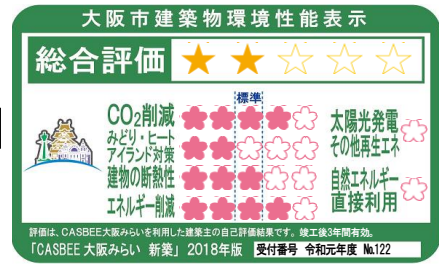 大阪市建築物環境性能表示
総合評価
標準
CO₂削減
みどり・ヒート
アイランド対策
建物の断熱性
エネルギー削減
太陽光発電
その他再生エネ
自然エネルギー
直接利用
評価は、CASBEE大阪みらいを利用した建築主の自己評価結果です。竣工後3年間有効。
「CASBEE大阪みらい 新築」2018年版 受付番号 令和元年度 №122